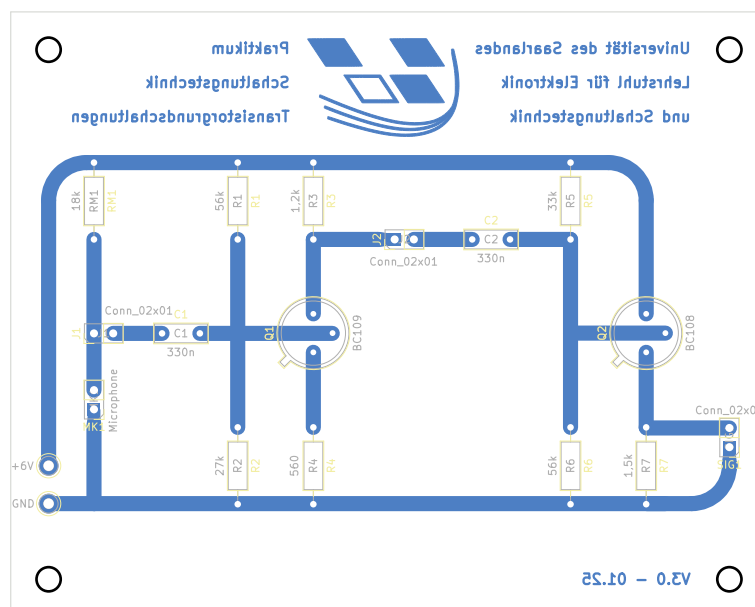 Praktikum
Schaltungstechnik
Transistorgrundschaltungen
Universität des Saarlandes
Lehrstuhl für Elektronik
und Schaltungstechnik
18k
RM1
RM1
56k
R1
R1
1,2k
R3
R3
33k
R5
R5
J2
Conn_02x01
C2
C2
330n
Conn_02x01
J1
C1
C1
330n
Q1
BC109
Q2
BC108
Microphone
MK1
Conn_02x0
SIG1
+6V
GND
27k
R2
R2
560
R4
R4
56k
R6
R6
1,5k
R7
R7
V3.0 - 01.25